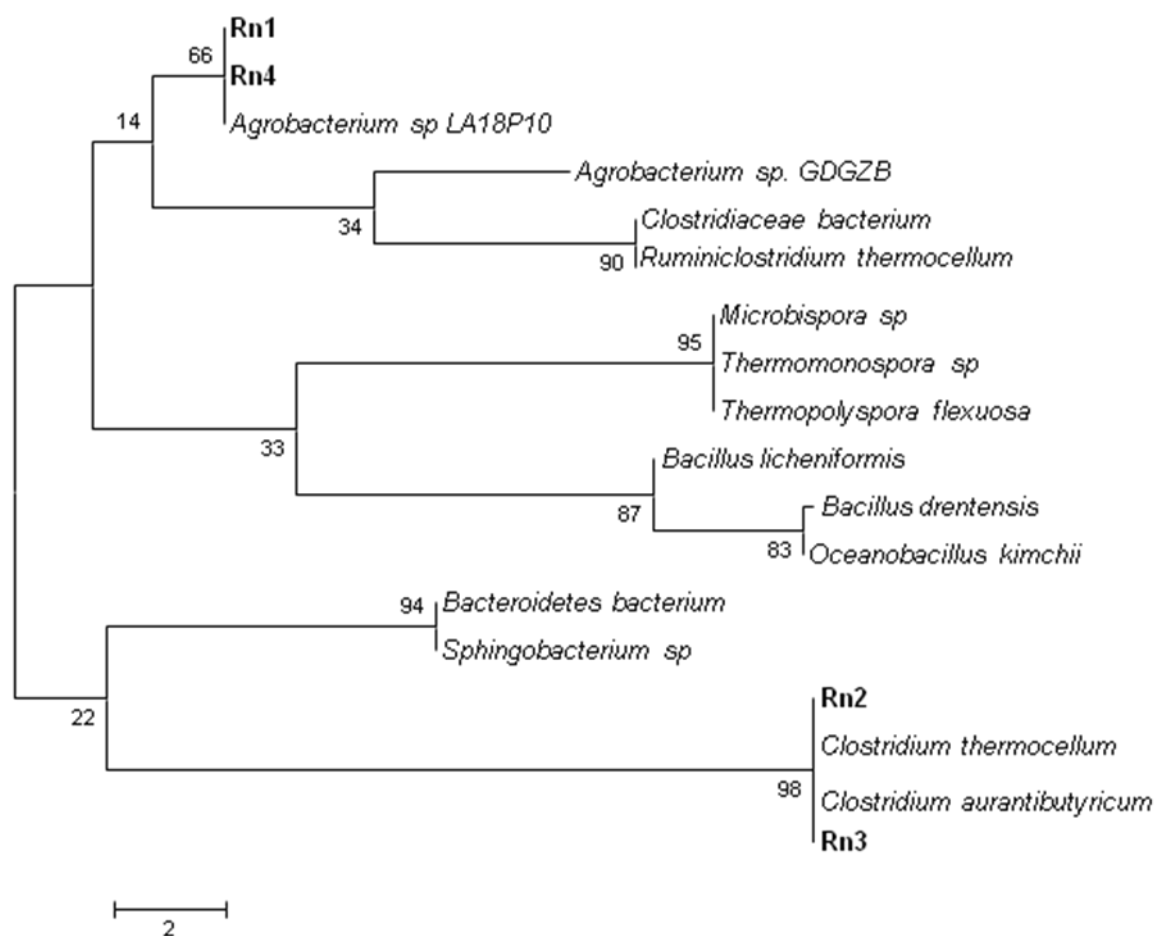 Rn1
66
Rn4
14
Agrobacterium sp LA18P10
Agrobacterium sp. GDGZB
34
Clostridiaceae bacterium
90
Ruminiclostridium thermocellum
Microbispora sp
95
Thermomonospora sp
Thermopolyspora flexuosa
33
Bacillus licheniformis
87
Bacillus drentensis
83
Oceanobacillus kimchii
94
Bacteroidetes bacterium
Sphingobacterium sp
22
Rn2
Clostridium thermocellum
98
Clostridium aurantibutyricum
Rn3
2